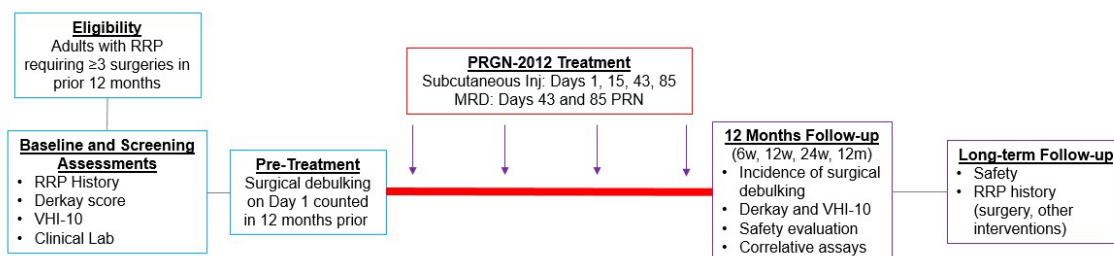 Eligibility
Adults with RRP
requiring ≥3 surgeries in
prior 12 months
Baseline and Screening
Assessments
• RRP History
• Derkay score
• VHI-10
• Clinical Lab
Pre-Treatment
Surgical debulking
on Day 1 counted
in 12 months prior
PRGN-2012 Treatment
Subcutaneous Inj: Days 1, 15, 43, 85
MRD: Days 43 and 85 PRN
12 Months Follow-up
(6w, 12w, 24w, 12m)
• Incidence of surgical
debulking
• Derkay and VHI-10
• Safety evaluation
• Correlative assays
Long-term Follow-up
• Safety
• RRP history
(surgery, other
interventions)